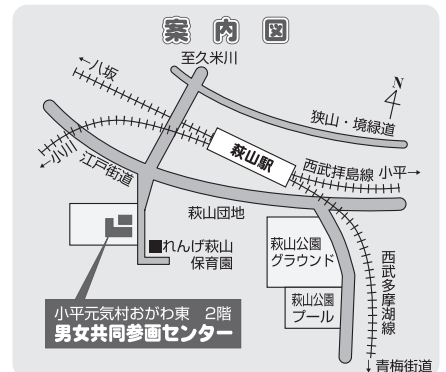 案内図
至久米川
←八坂
N
狭山・境緑道
萩山駅
←小川
江戸街道
西武拝島線 小平→
萩山団地
■れんげ萩山
保育園
萩山公園
グラウンド
萩山公園
プール
西武多摩湖線
小平元気村おがわ東 2階
男女共同参画センター
↓青梅街道